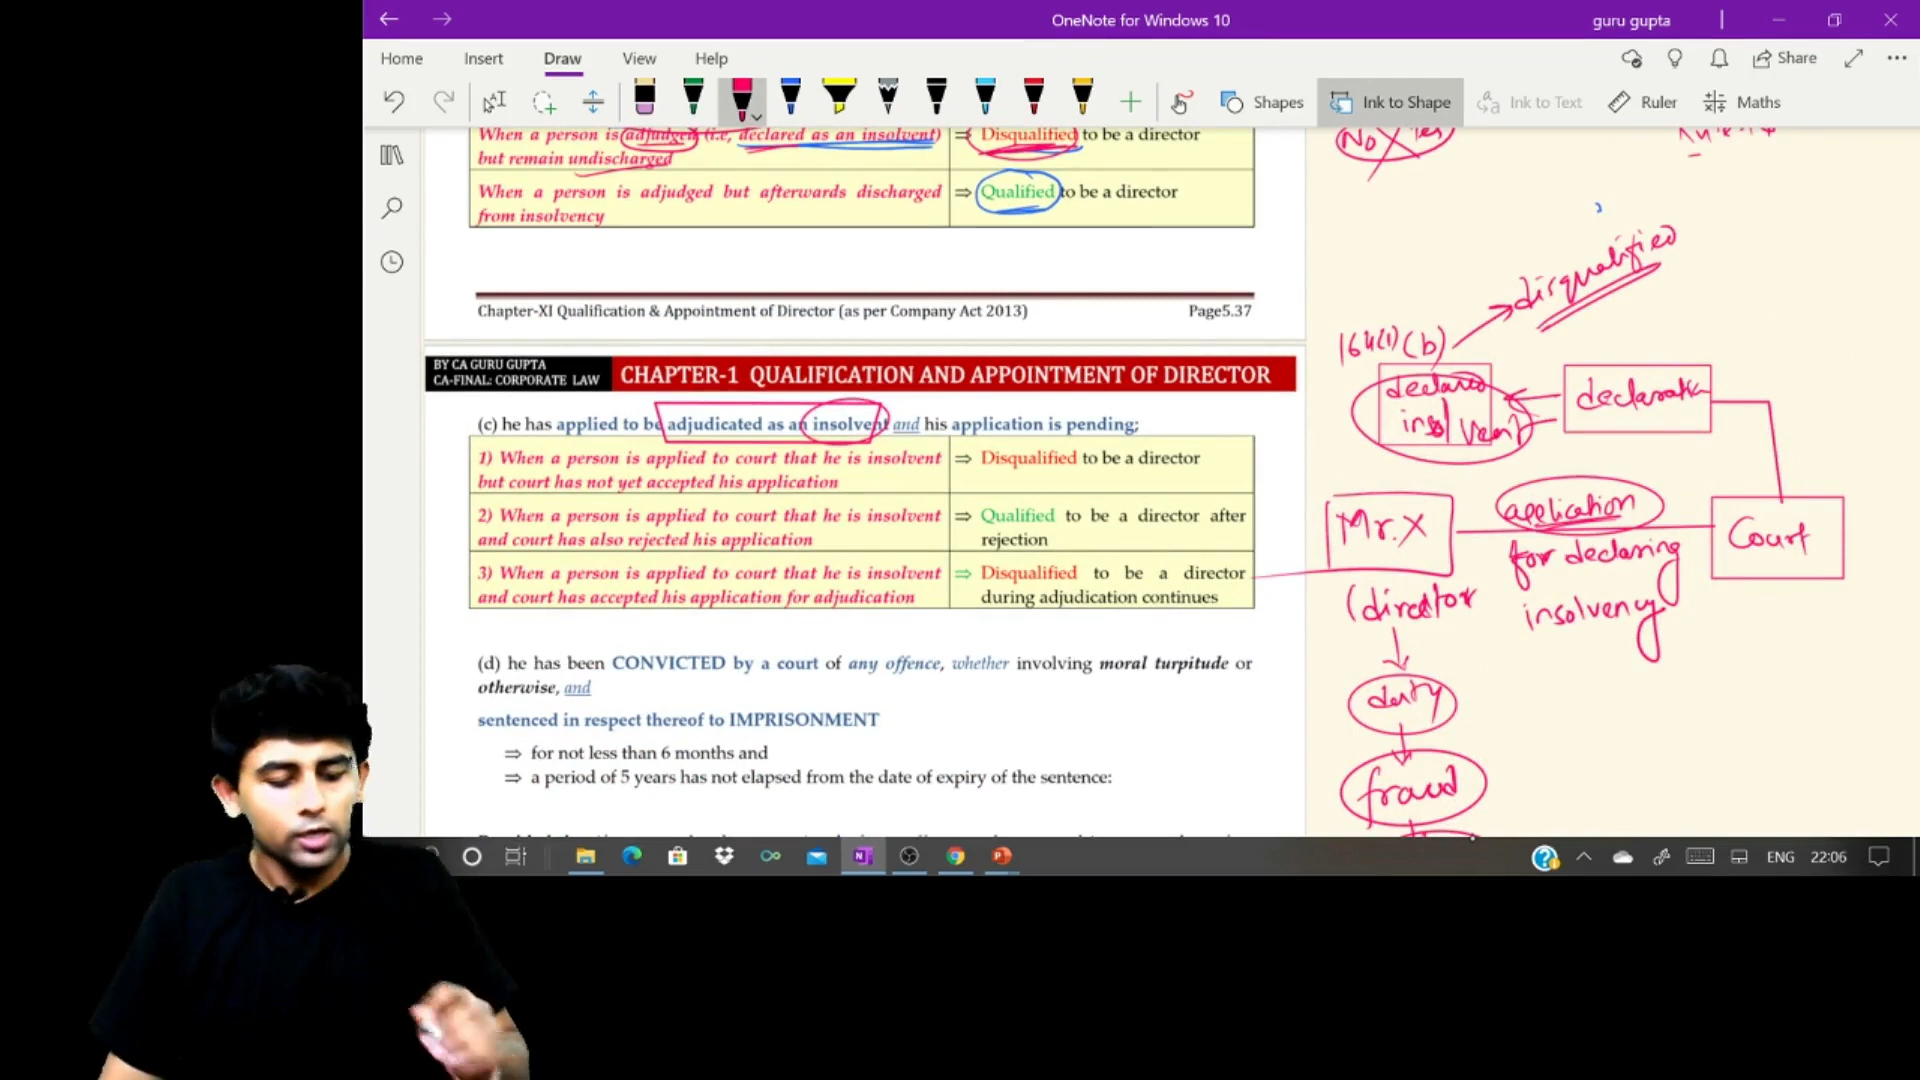 OneNote for Windows 10
guru gupta
Home Insert Draw View Help
Share
Shapes
Ink to Shape
Ink to Text
Ruler
Maths
When a person is (adjudged (i.e, declared as an insolvent) ⇒ Disqualified to be a director
but remain undischarged
When a person is adjudged but afterwards discharged ⇒ Qualified to be a director
from insolvency
Chapter-XI Qualification & Appointment of Director (as per Company Act 2013) Page5.37
BY CA GURU GUPTA
CA-FINAL: CORPORATE LAW
CHAPTER-1 QUALIFICATION AND APPOINTMENT OF DIRECTOR
(c) he has applied to be adjudicated as an insolvent and his application is pending;
1) When a person is applied to court that he is insolvent ⇒ Disqualified to be a director
but court has not yet accepted his application
2) When a person is applied to court that he is insolvent ⇒ Qualified to be a director after
and court has also rejected his application rejection
3) When a person is applied to court that he is insolvent ⇒ Disqualified to be a director
and court has accepted his application for adjudication during adjudication continues
(d) he has been CONVICTED by a court of any offence, whether involving moral turpitude or
otherwise, and
sentenced in respect thereof to IMPRISONMENT
⇒ for not less than 6 months and
⇒ a period of 5 years has not elapsed from the date of expiry of the sentence:
No Yes
disqualified
164(1)(b)
declared
insolvent
declaration
Mr. X
application
for declaring
insolvency
Court
(director
duty
fraud
ENG 22:06